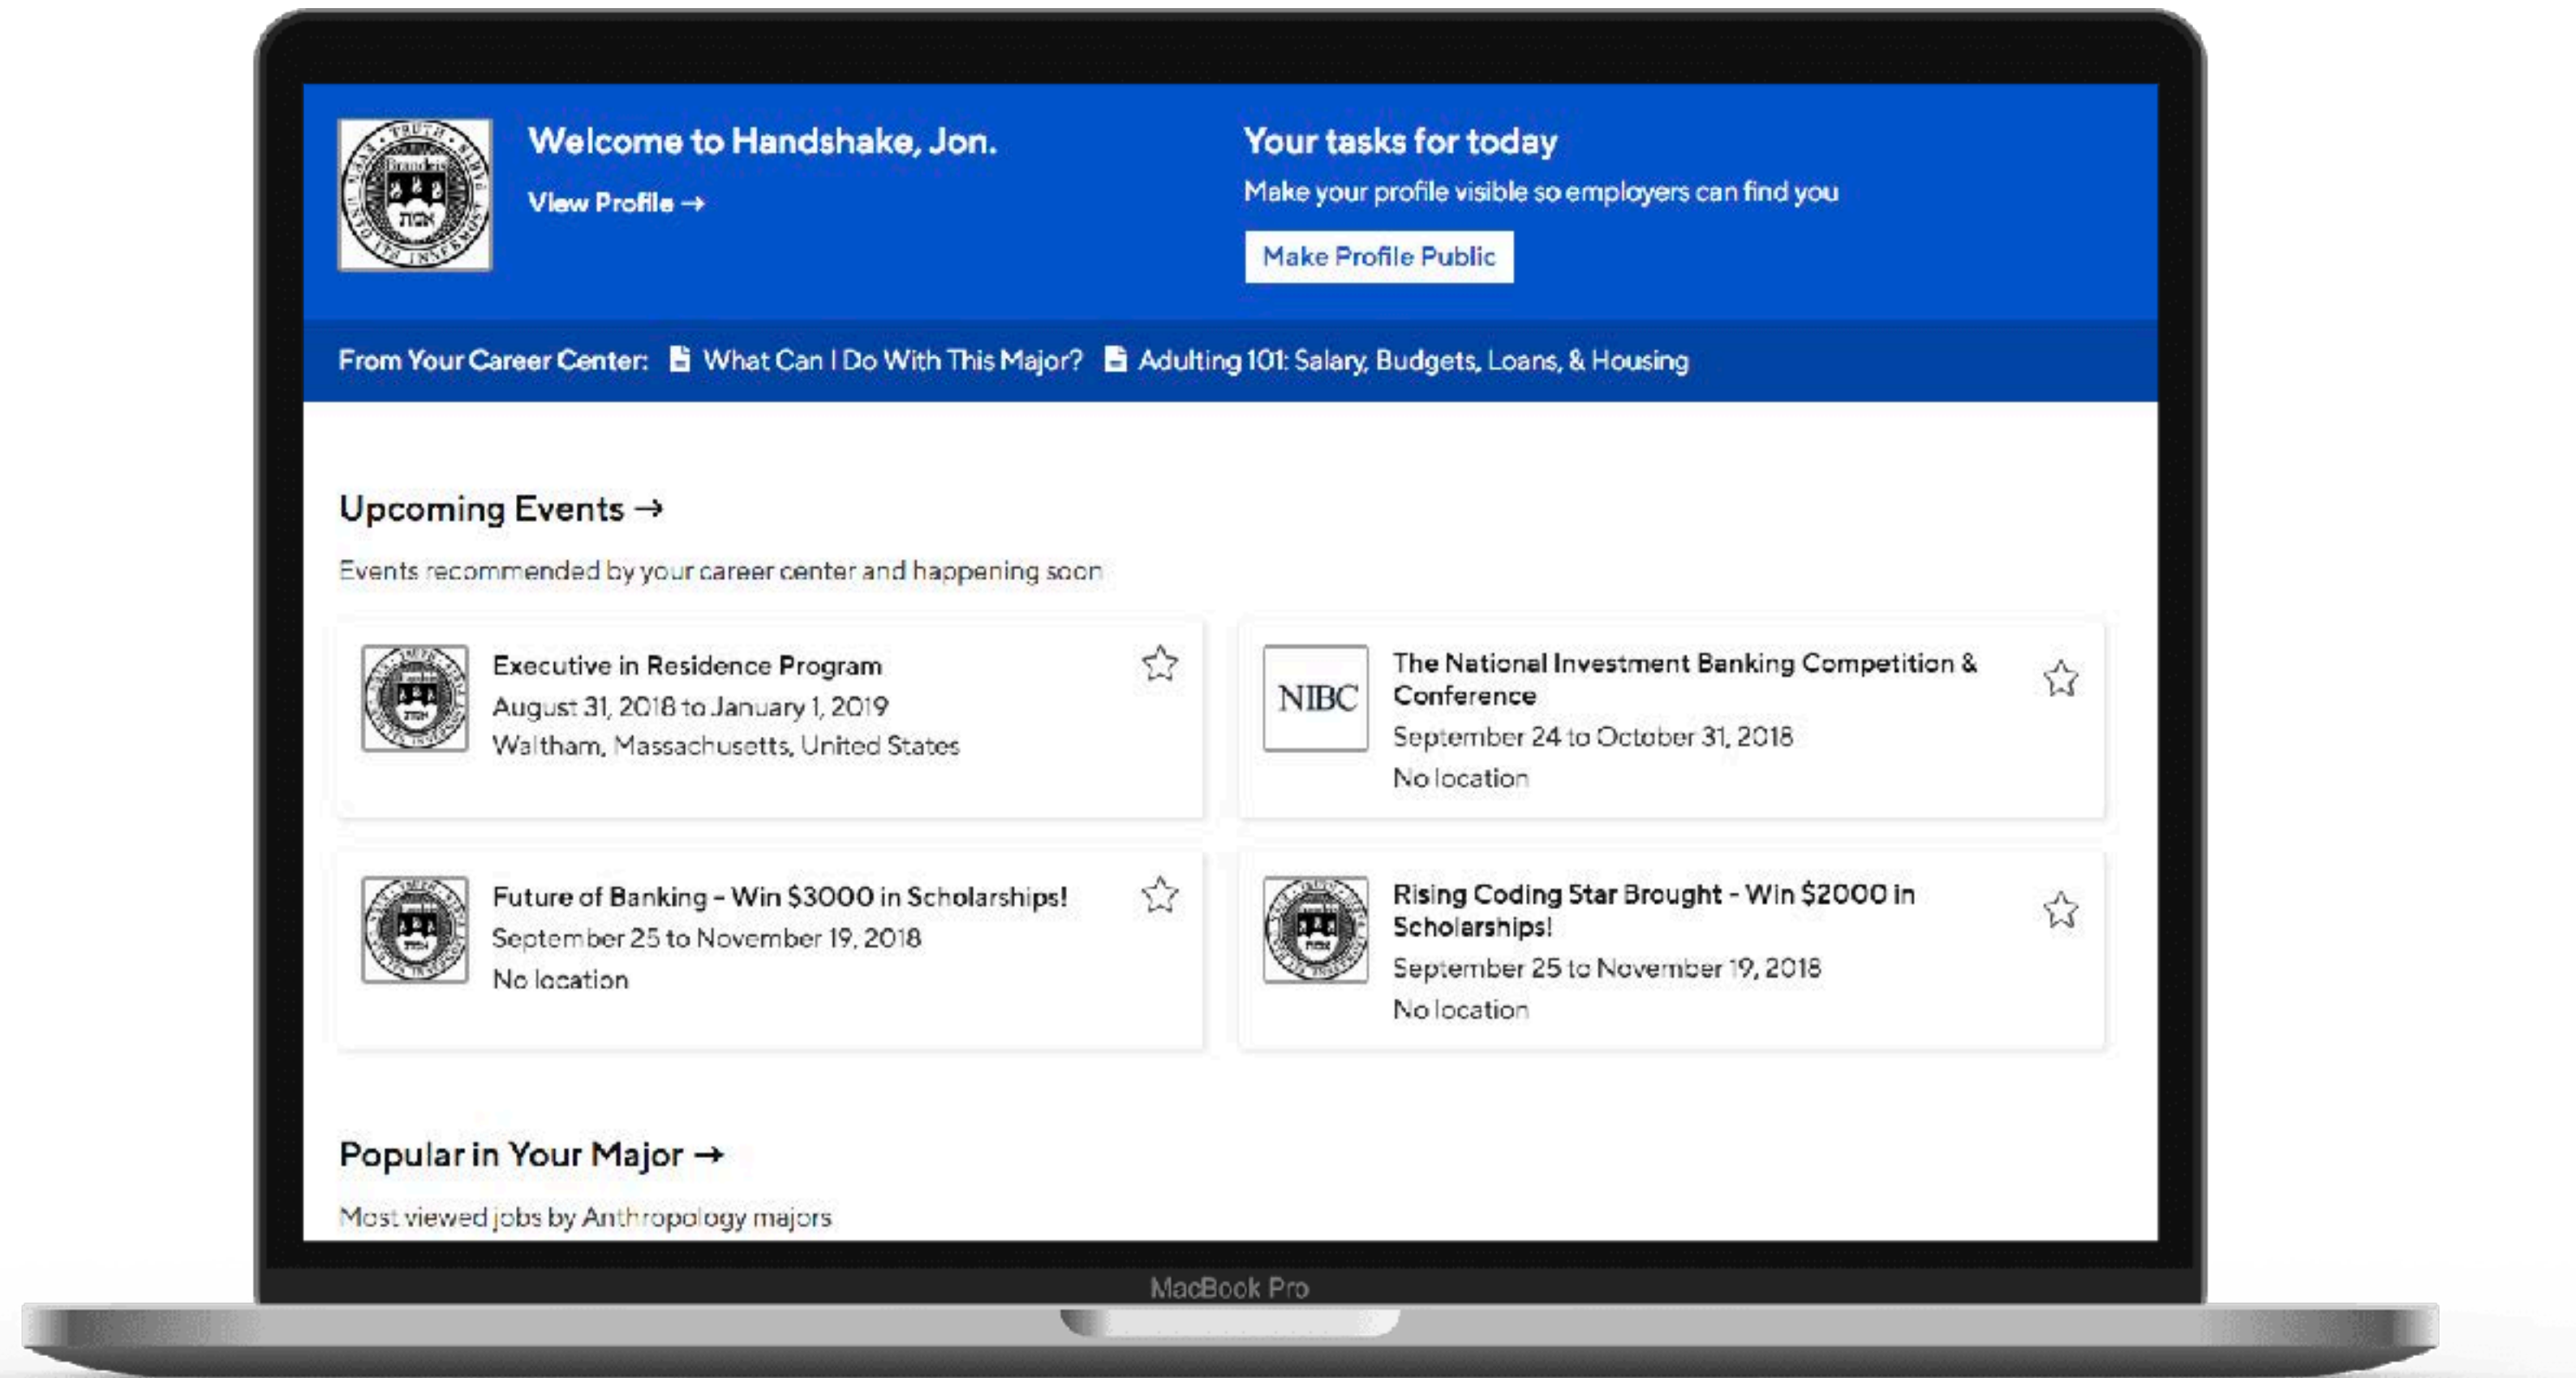 TRUTH
Brandeis
אמת
UNTO ITS INNERMOST
Welcome to Handshake, Jon.
View Profile →
Your tasks for today
Make your profile visible so employers can find you
Make Profile Public
From Your Career Center: What Can I Do With This Major? Adulting 101: Salary, Budgets, Loans, & Housing
Upcoming Events →
Events recommended by your career center and happening soon
Executive in Residence Program
August 31, 2018 to January 1, 2019
Waltham, Massachusetts, United States
NIBC
The National Investment Banking Competition &
Conference
September 24 to October 31, 2018
No location
Future of Banking - Win $3000 in Scholarships!
September 25 to November 19, 2018
No location
Rising Coding Star Brought - Win $2000 in
Scholarships!
September 25 to November 19, 2018
No location
Popular in Your Major →
Most viewed jobs by Anthropology majors
MacBook Pro